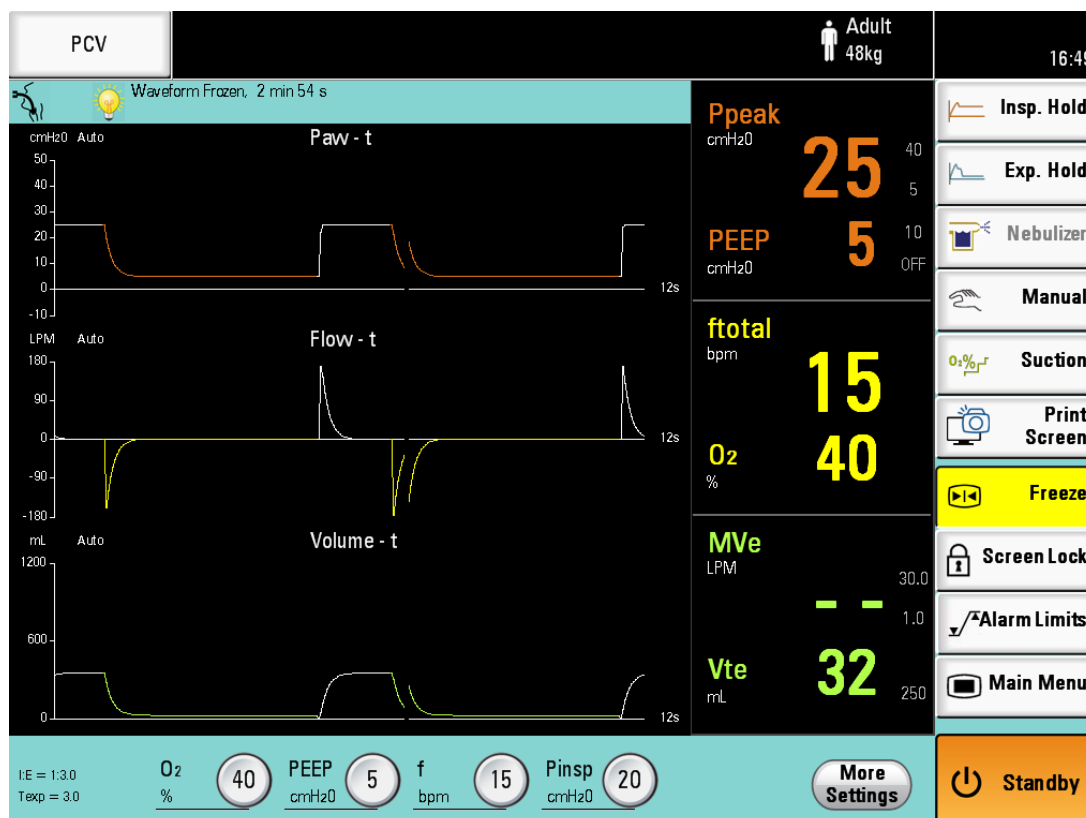 PCV
Adult
48kg
16:49
Waveform Frozen, 2 min 54 s
cmH2O Auto
Paw - t
50
40
30
20
10
0
-10
12s
LPM Auto
Flow - t
180
90
0
-90
-180
12s
mL Auto
Volume - t
1200
600
0
12s
Ppeak
cmH2O
25
40
5
PEEP
cmH2O
5
10
OFF
ftotal
bpm
15
O2
%
40
MVe
LPM
- -
30.0
1.0
Vte
mL
32
250
Insp. Hold
Exp. Hold
Nebulizer
Manual
O2% Suction
Print
Screen
Freeze
Screen Lock
Alarm Limits
Main Menu
Standby
I:E = 1:3.0
Texp = 3.0
O2
%
40
PEEP
cmH2O
5
f
bpm
15
Pinsp
cmH2O
20
More
Settings